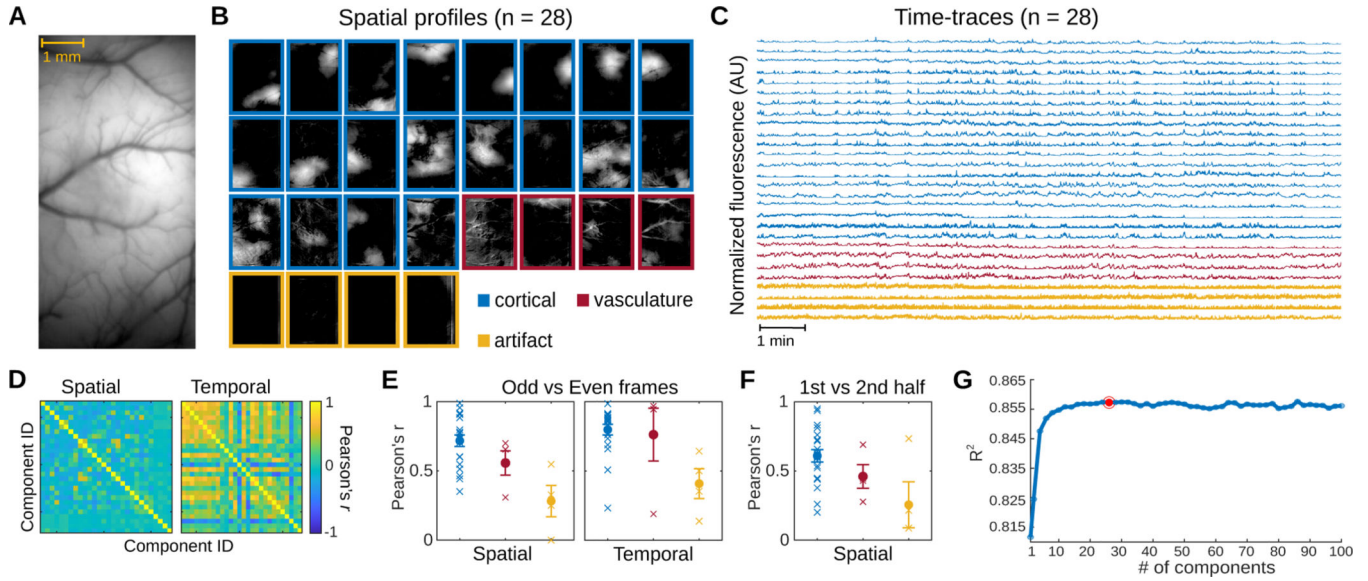 A
1 mm
B
Spatial profiles (n = 28)
cortical
vasculature
artifact
C
Time-traces (n = 28)
Normalized fluorescence (AU)
1 min
D
Spatial
Temporal
Component ID
Component ID
1
0
-1
Pearson's r
E
Odd vs Even frames
Pearson's r
1
0.5
0
Spatial
Temporal
F
1st vs 2nd half
Pearson's r
1
0.5
0
Spatial
G
R²
0.865
0.855
0.845
0.835
0.825
0.815
1 10 20 30 40 50 60 70 80 90 100
# of components